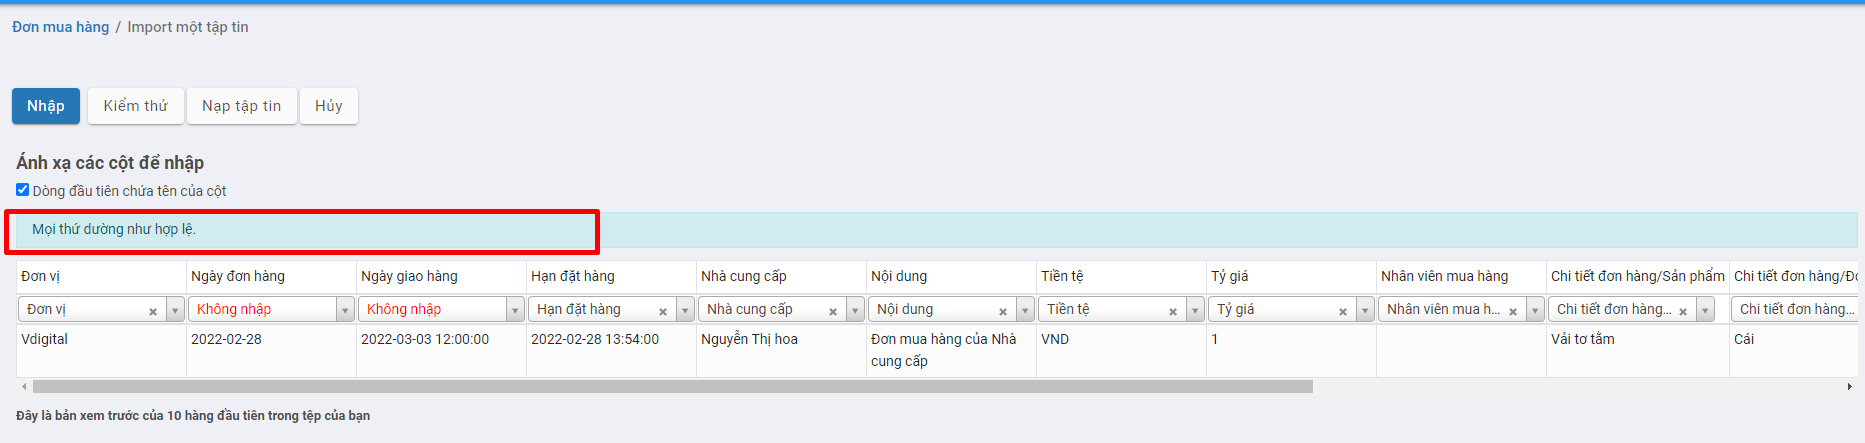 Đơn mua hàng / Import một tập tin
Nhập Kiểm thử Nạp tập tin Hủy
Ánh xạ các cột để nhập
Dòng đầu tiên chứa tên của cột
Mọi thứ dường như hợp lệ.
Đơn vị Ngày đơn hàng Ngày giao hàng Hạn đặt hàng Nhà cung cấp Nội dung Tiền tệ Tỷ giá Nhân viên mua hàng Chi tiết đơn hàng/Sản phẩm Chi tiết đơn hàng/Đơ
Đơn vị Không nhập Không nhập Hạn đặt hàng Nhà cung cấp Nội dung Tiền tệ Tỷ giá Nhân viên mua h... Chi tiết đơn hàng... Chi tiết đơn hàng...
Vdigital 2022-02-28 2022-03-03 12:00:00 2022-02-28 13:54:00 Nguyễn Thị hoa Đơn mua hàng của Nhà VND 1 Vải tơ tằm Cái
cung cấp
Đây là bản xem trước của 10 hàng đầu tiên trong tệp của bạn